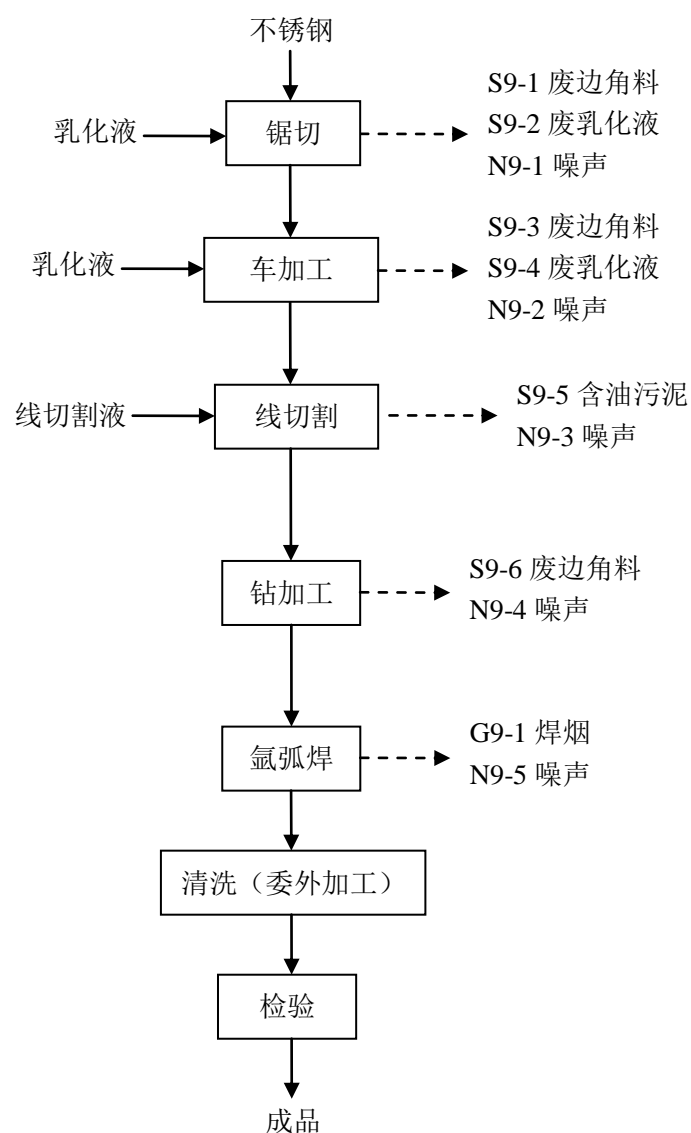 不锈钢
S9-1 废边角料
乳化液
锯切
S9-2 废乳化液
N9-1 噪声
S9-3 废边角料
乳化液
车加工
S9-4 废乳化液
N9-2 噪声
线切割液
线切割
S9-5 含油污泥
N9-3 噪声
钻加工
S9-6 废边角料
N9-4 噪声
氩弧焊
G9-1 焊烟
N9-5 噪声
清洗（委外加工）
检验
成品